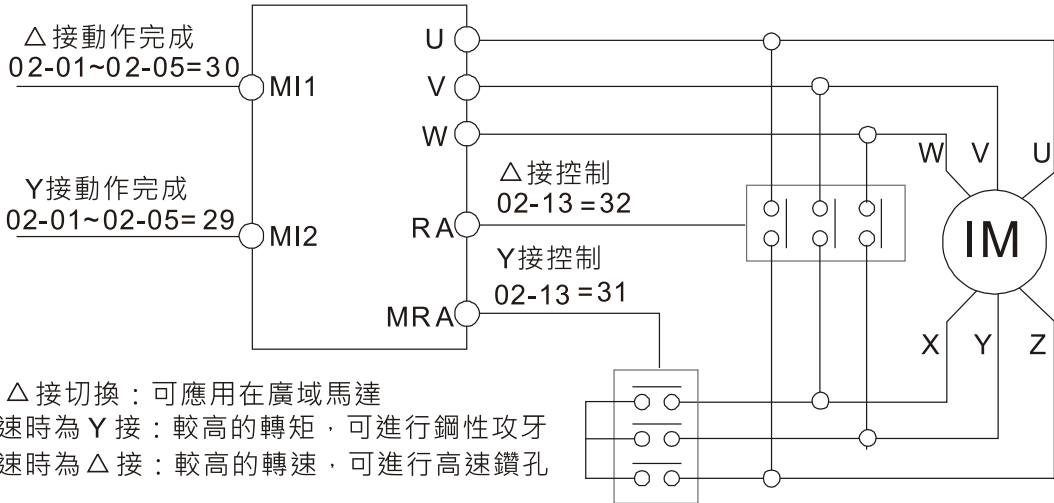 △接動作完成
02-01~02-05=30
MI1
Y接動作完成
02-01~02-05=29
MI2
U
V
W
RA
MRA
△接控制
02-13=32
Y接控制
02-13=31
W V U
IM
X Y Z
△接切換：可應用在廣域馬達
速時為Y接：較高的轉矩，可進行鋼性攻牙
速時為△接：較高的轉速，可進行高速鑽孔